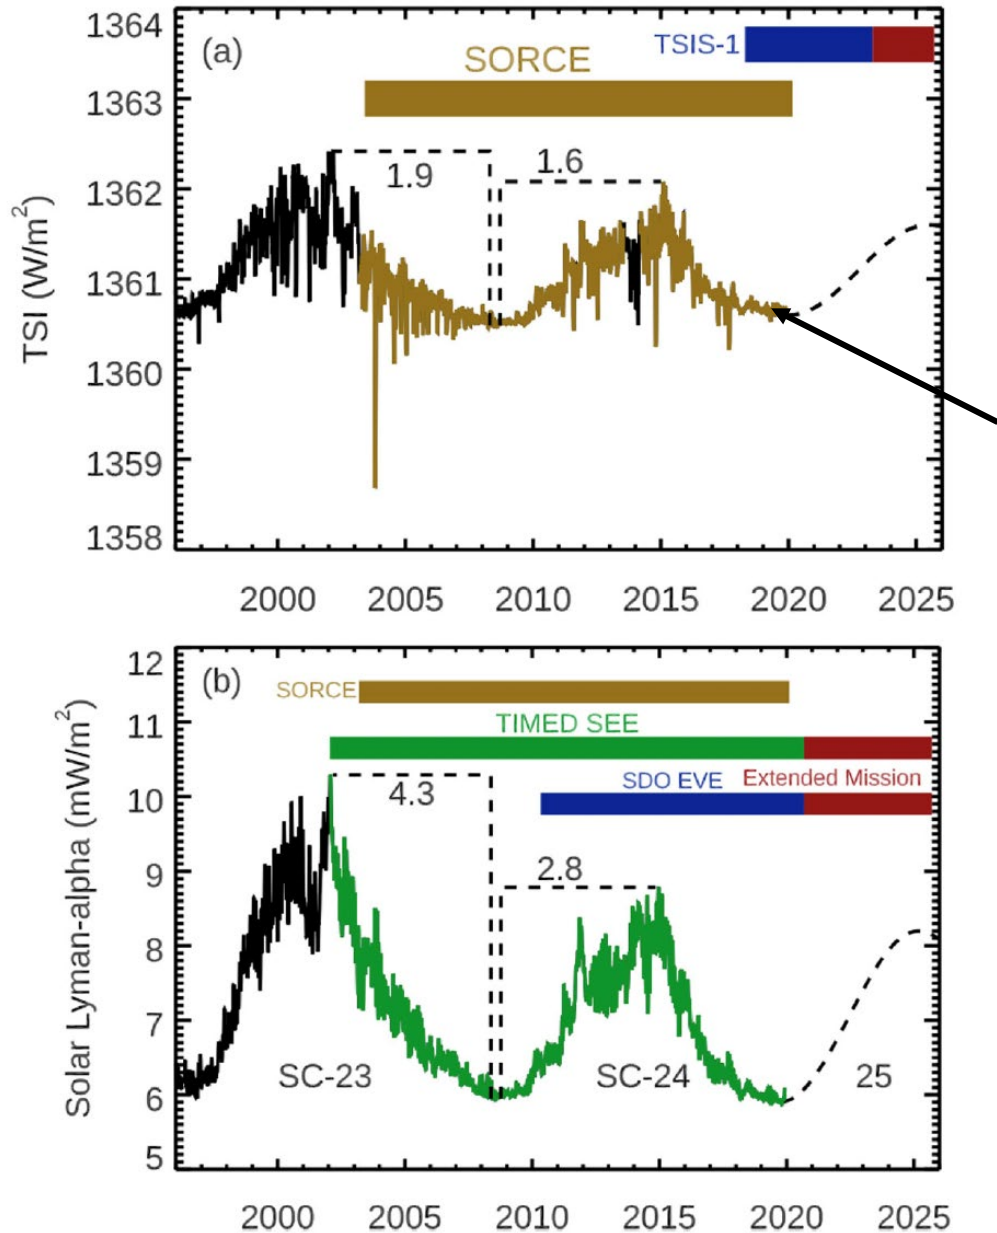 1364
(a)
TSIS-1
SORCE
1363
1.9
1.6
1362
1361
1360
1359
1358
TSI (W/m²)
2000 2005 2010 2015 2020 2025
12
(b)
SORCE
11
TIMED SEE
SDO EVE Extended Mission
10
4.3
9
2.8
8
7
SC-23 SC-24 25
6
5
Solar Lyman-alpha (mW/m²)
2000 2005 2010 2015 2020 2025